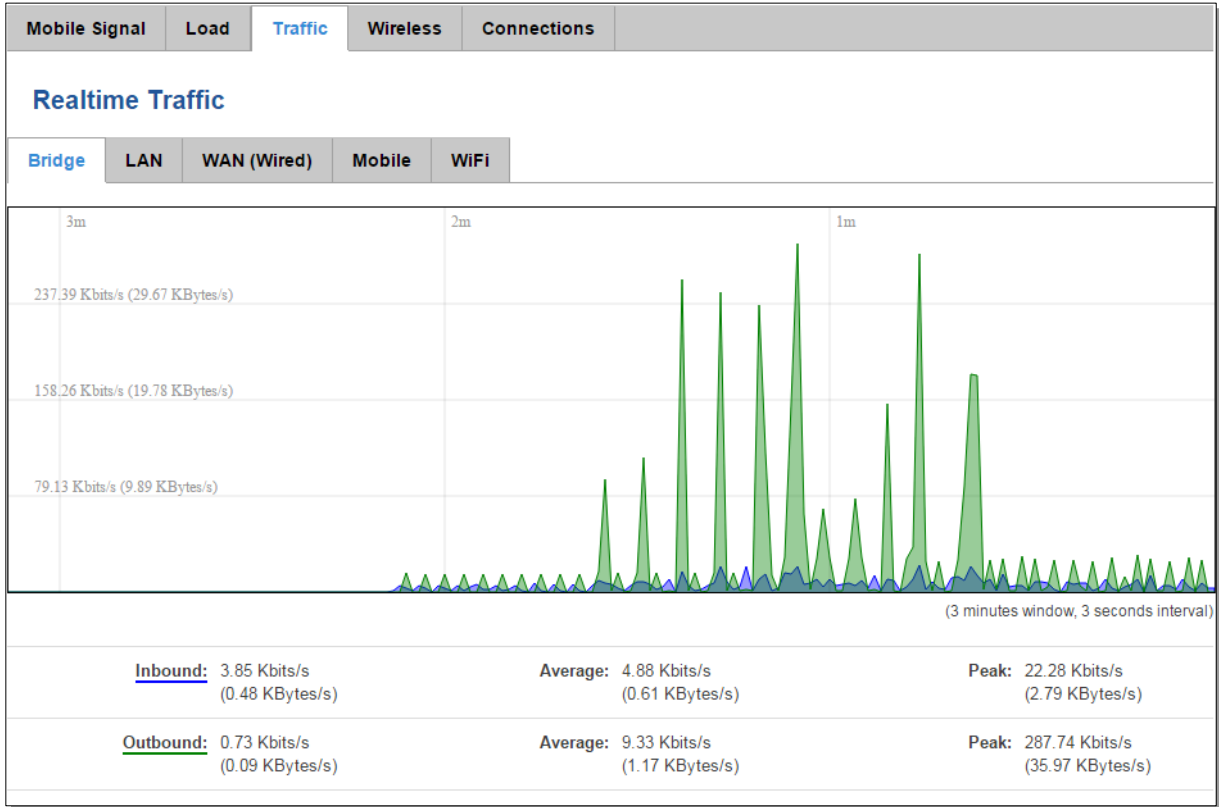 Mobile Signal Load Traffic Wireless Connections
Realtime Traffic
Bridge LAN WAN (Wired) Mobile WiFi
3m 2m 1m
237.39 Kbits/s (29.67 KBytes/s)
158.26 Kbits/s (19.78 KBytes/s)
79.13 Kbits/s (9.89 KBytes/s)
(3 minutes window, 3 seconds interval)
Inbound: 3.85 Kbits/s Average: 4.88 Kbits/s Peak: 22.28 Kbits/s
(0.48 KBytes/s) (0.61 KBytes/s) (2.79 KBytes/s)
Outbound: 0.73 Kbits/s Average: 9.33 Kbits/s Peak: 287.74 Kbits/s
(0.09 KBytes/s) (1.17 KBytes/s) (35.97 KBytes/s)